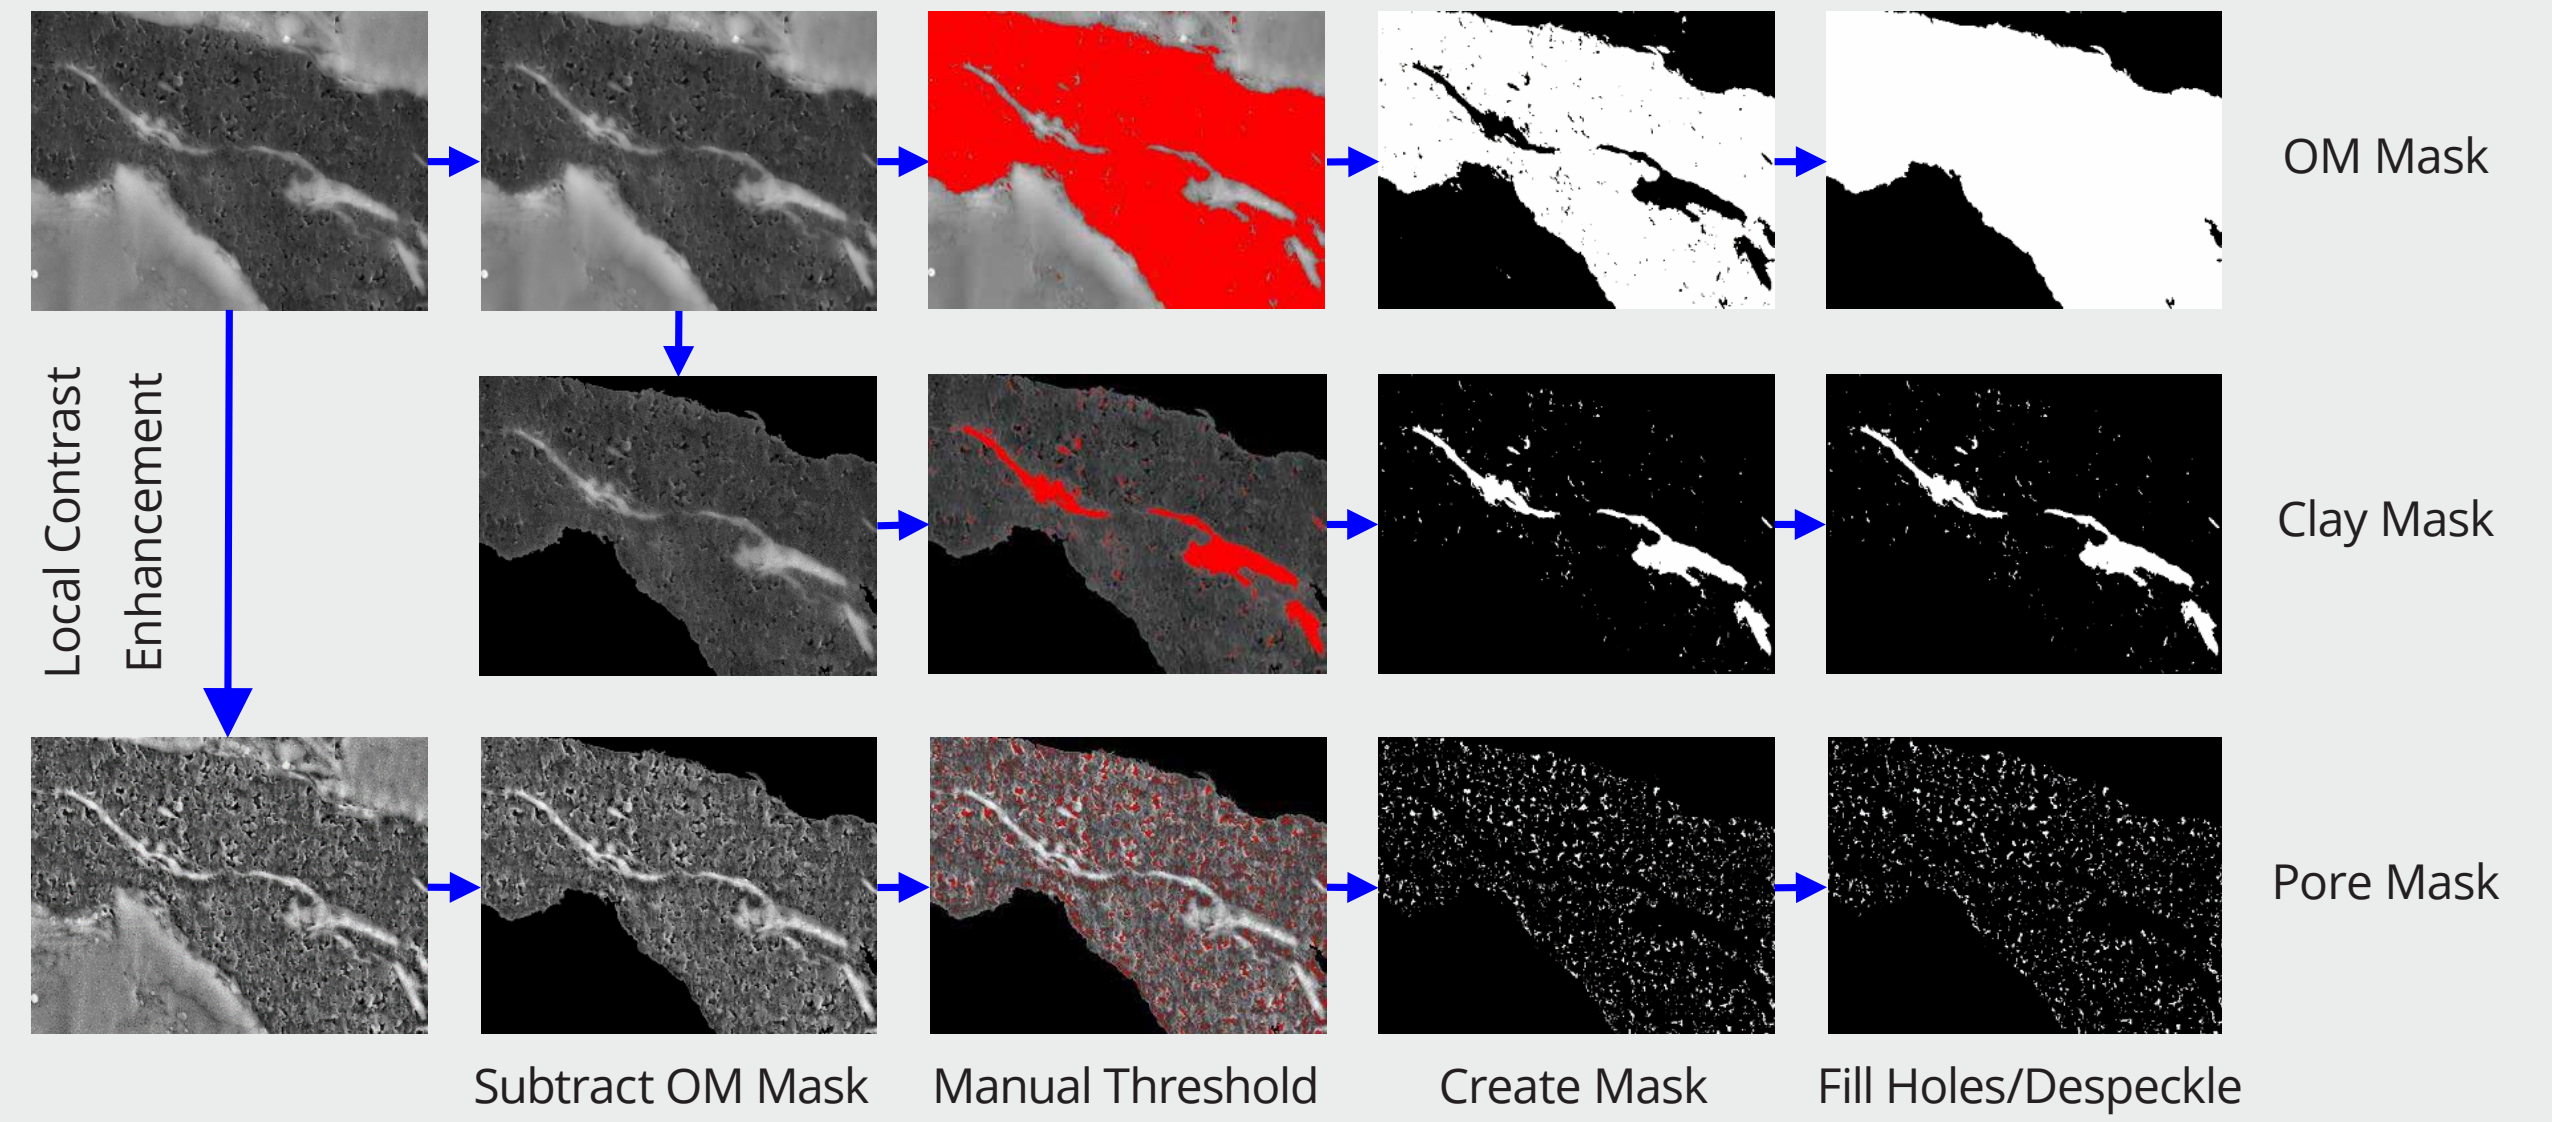 OM Mask
Local Contrast
Enhancement
Clay Mask
Pore Mask
Subtract OM Mask
Manual Threshold
Create Mask
Fill Holes/Despeckle